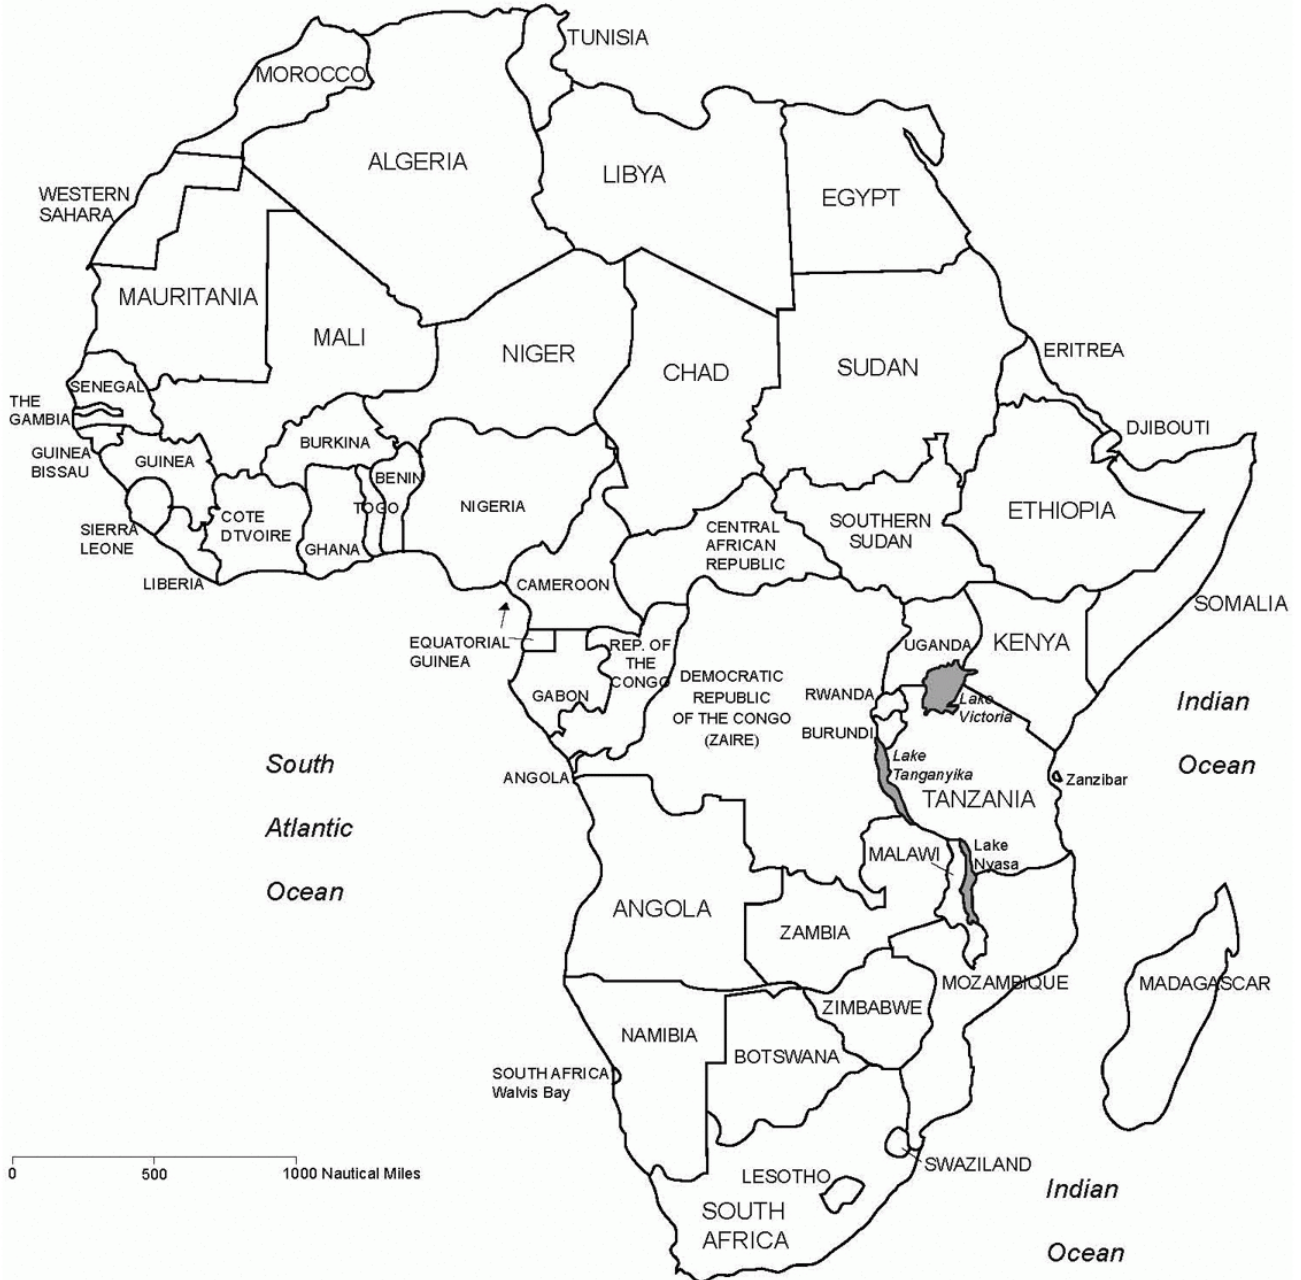 TUNISIA
MOROCCO
ALGERIA
LIBYA
EGYPT
WESTERN
SAHARA
MAURITANIA
MALI
NIGER
CHAD
SUDAN
ERITREA
SENEGAL
THE
GAMBIA
DJIBOUTI
GUINEA
BISSAU
GUINEA
BURKINA
BENIN
TOGO
NIGERIA
ETHIOPIA
COTE
DTVOIRE
GHANA
SIERRA
LEONE
LIBERIA
CENTRAL
AFRICAN
REPUBLIC
SOUTHERN
SUDAN
CAMEROON
SOMALIA
EQUATORIAL
GUINEA
REP. OF
THE
CONGO
UGANDA
KENYA
GABON
DEMOCRATIC
REPUBLIC
OF THE CONGO
(ZAIRE)
RWANDA
BURUNDI
Lake
Victoria
Indian
Ocean
Lake
Tanganyika
Zanzibar
TANZANIA
South
Atlantic
Ocean
ANGOLA
MALAWI
Lake
Nyasa
ANGOLA
ZAMBIA
MOZAMBIQUE
MADAGASCAR
ZIMBABWE
NAMIBIA
BOTSWANA
SOUTH AFRICA
Walvis Bay
0 500 1000 Nautical Miles
SWAZILAND
LESOTHO
SOUTH
AFRICA
Indian
Ocean